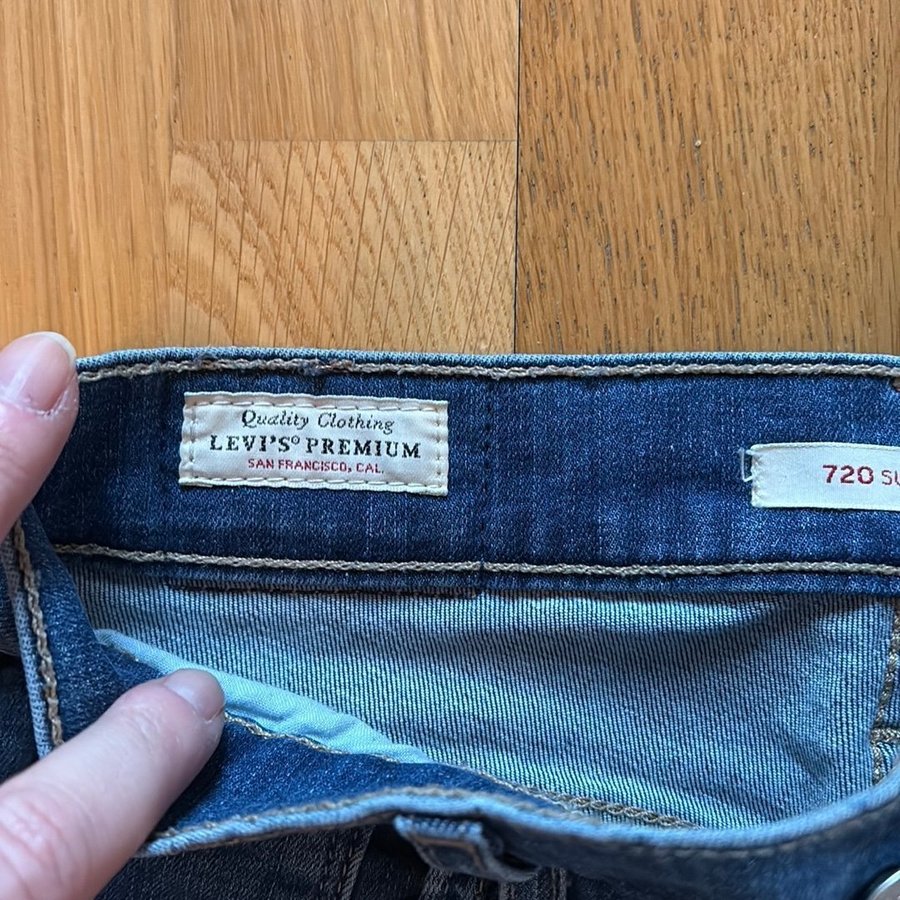 Quality Clothing
LEVI'S® PREMIUM
SAN FRANCISCO, CAL.
720